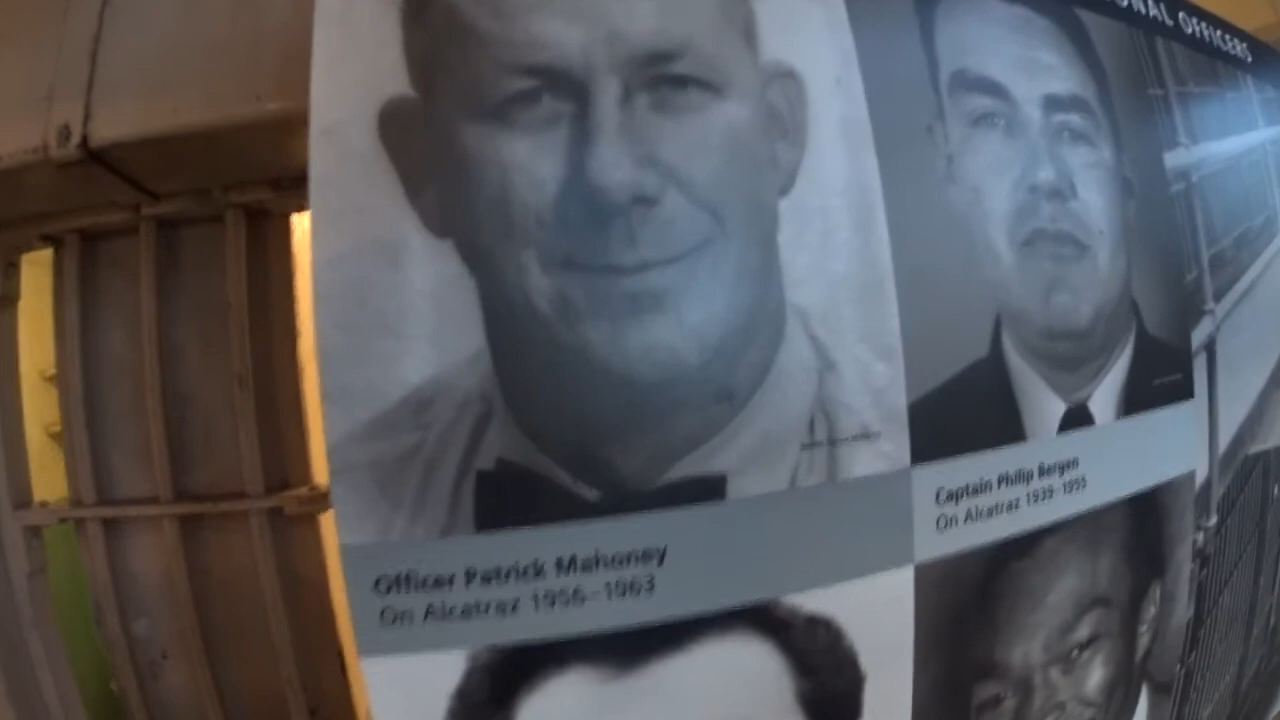 ONAL OFFICERS
Officer Patrick Mahoney
On Alcatraz 1956–1963
Captain Philip Bergen
On Alcatraz 1939–1955